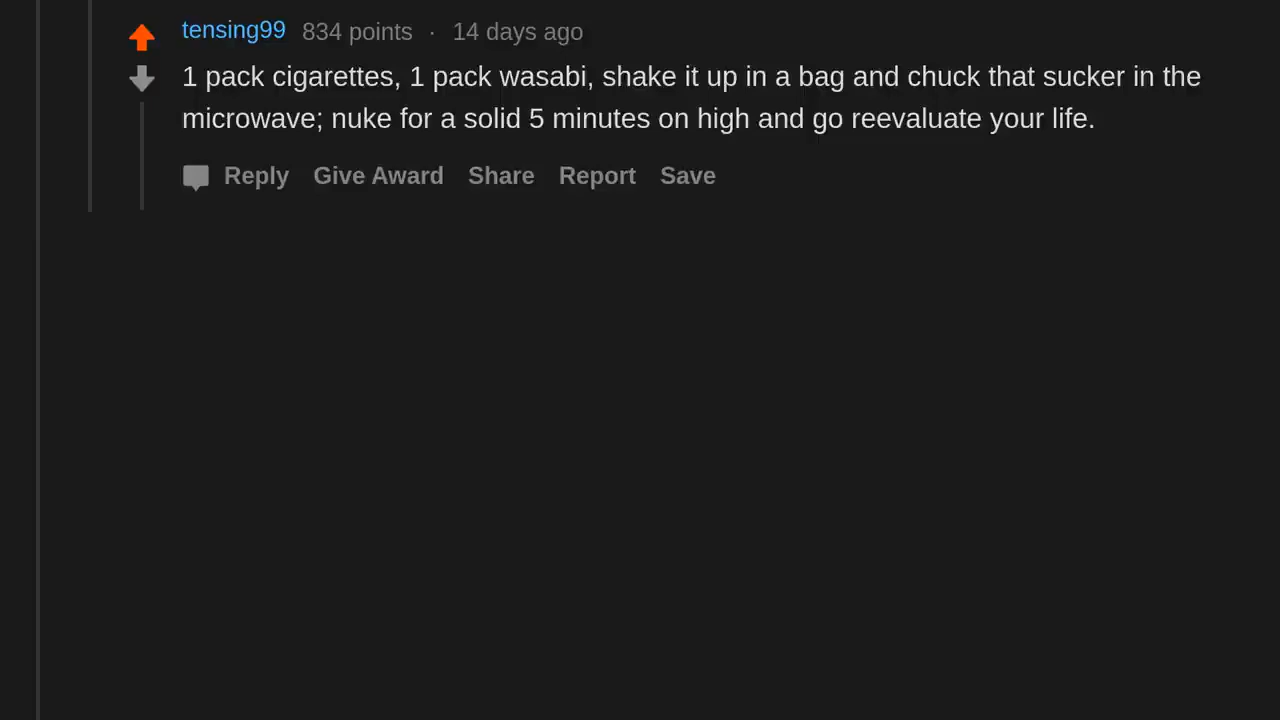 tensing99 834 points · 14 days ago
1 pack cigarettes, 1 pack wasabi, shake it up in a bag and chuck that sucker in the
microwave; nuke for a solid 5 minutes on high and go reevaluate your life.
Reply Give Award Share Report Save